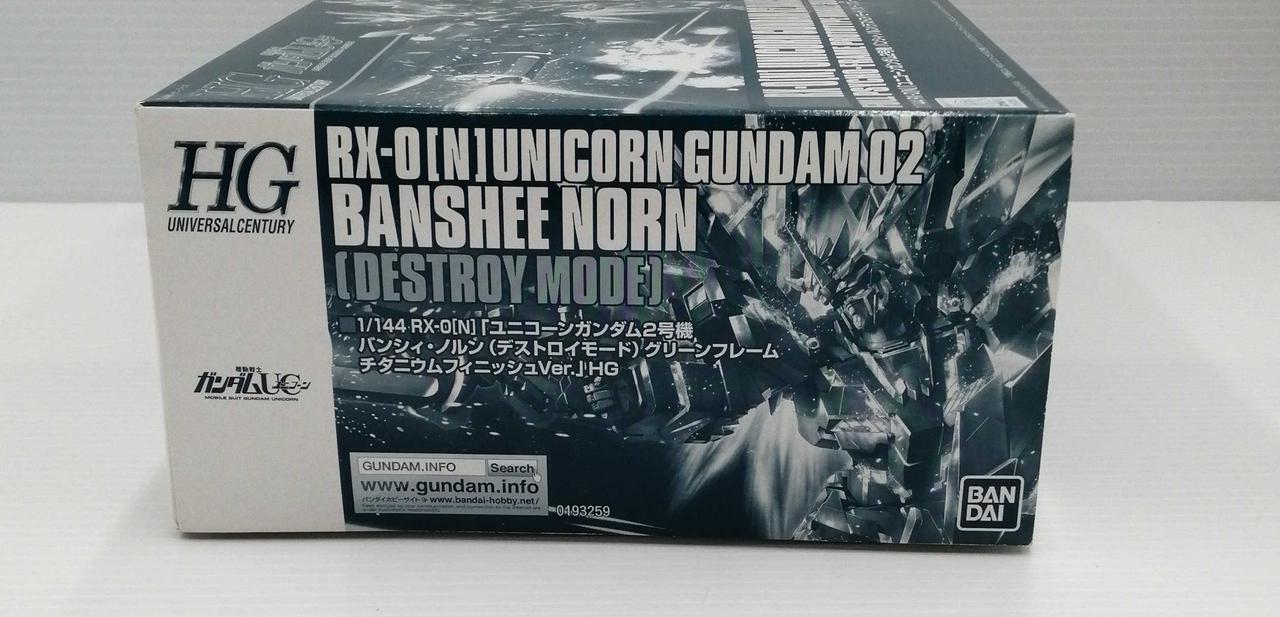 HG
UNIVERSAL CENTURY
RX-0[N] UNICORN GUNDAM 02
BANSHEE NORN
[DESTROY MODE]
■1/144 RX-0[N]「ユニコーンガンダム2号機
バンシィ・ノルン(デストロイモード)グリーンフレーム
チタニウムフィニッシュVer.」HG
機動戦士
ガンダムUC
MOBILE SUIT GUNDAM UNICORN
GUNDAM.INFO Search
www.gundam.info
バンダイホビーサイト≫ www.bandai-hobby.net/
0193259
BAN
DAI